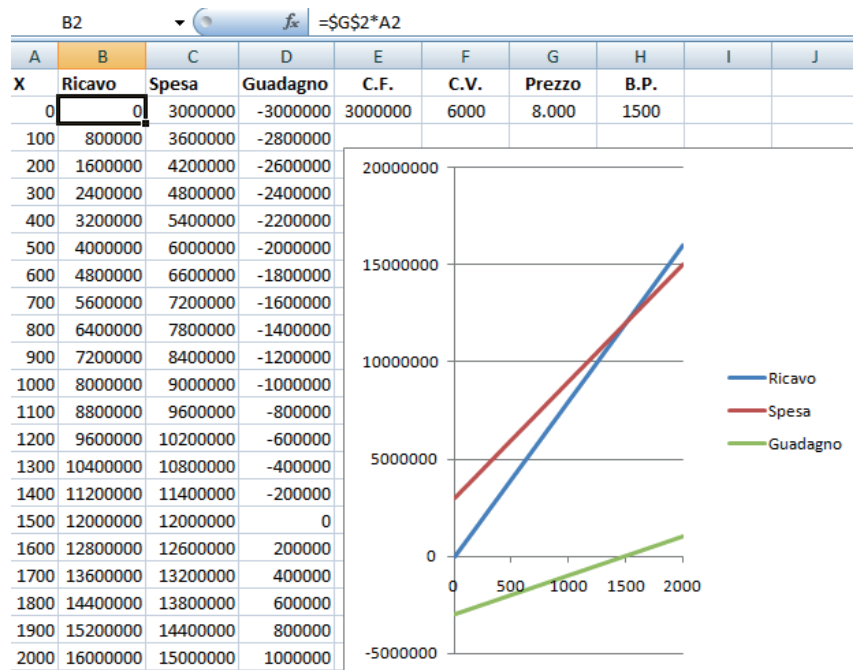 B2 fx =$G$2*A2
A B C D E F G H I J
X Ricavo Spesa Guadagno C.F. C.V. Prezzo B.P.
0 0 3000000 -3000000 3000000 6000 8.000 1500
100 800000 3600000 -2800000
200 1600000 4200000 -2600000
300 2400000 4800000 -2400000
400 3200000 5400000 -2200000
500 4000000 6000000 -2000000
600 4800000 6600000 -1800000
700 5600000 7200000 -1600000
800 6400000 7800000 -1400000
900 7200000 8400000 -1200000
1000 8000000 9000000 -1000000
1100 8800000 9600000 -800000
1200 9600000 10200000 -600000
1300 10400000 10800000 -400000
1400 11200000 11400000 -200000
1500 12000000 12000000 0
1600 12800000 12600000 200000
1700 13600000 13200000 400000
1800 14400000 13800000 600000
1900 15200000 14400000 800000
2000 16000000 15000000 1000000
20000000
15000000
10000000
5000000
0
-5000000
0 500 1000 1500 2000
Ricavo
Spesa
Guadagno